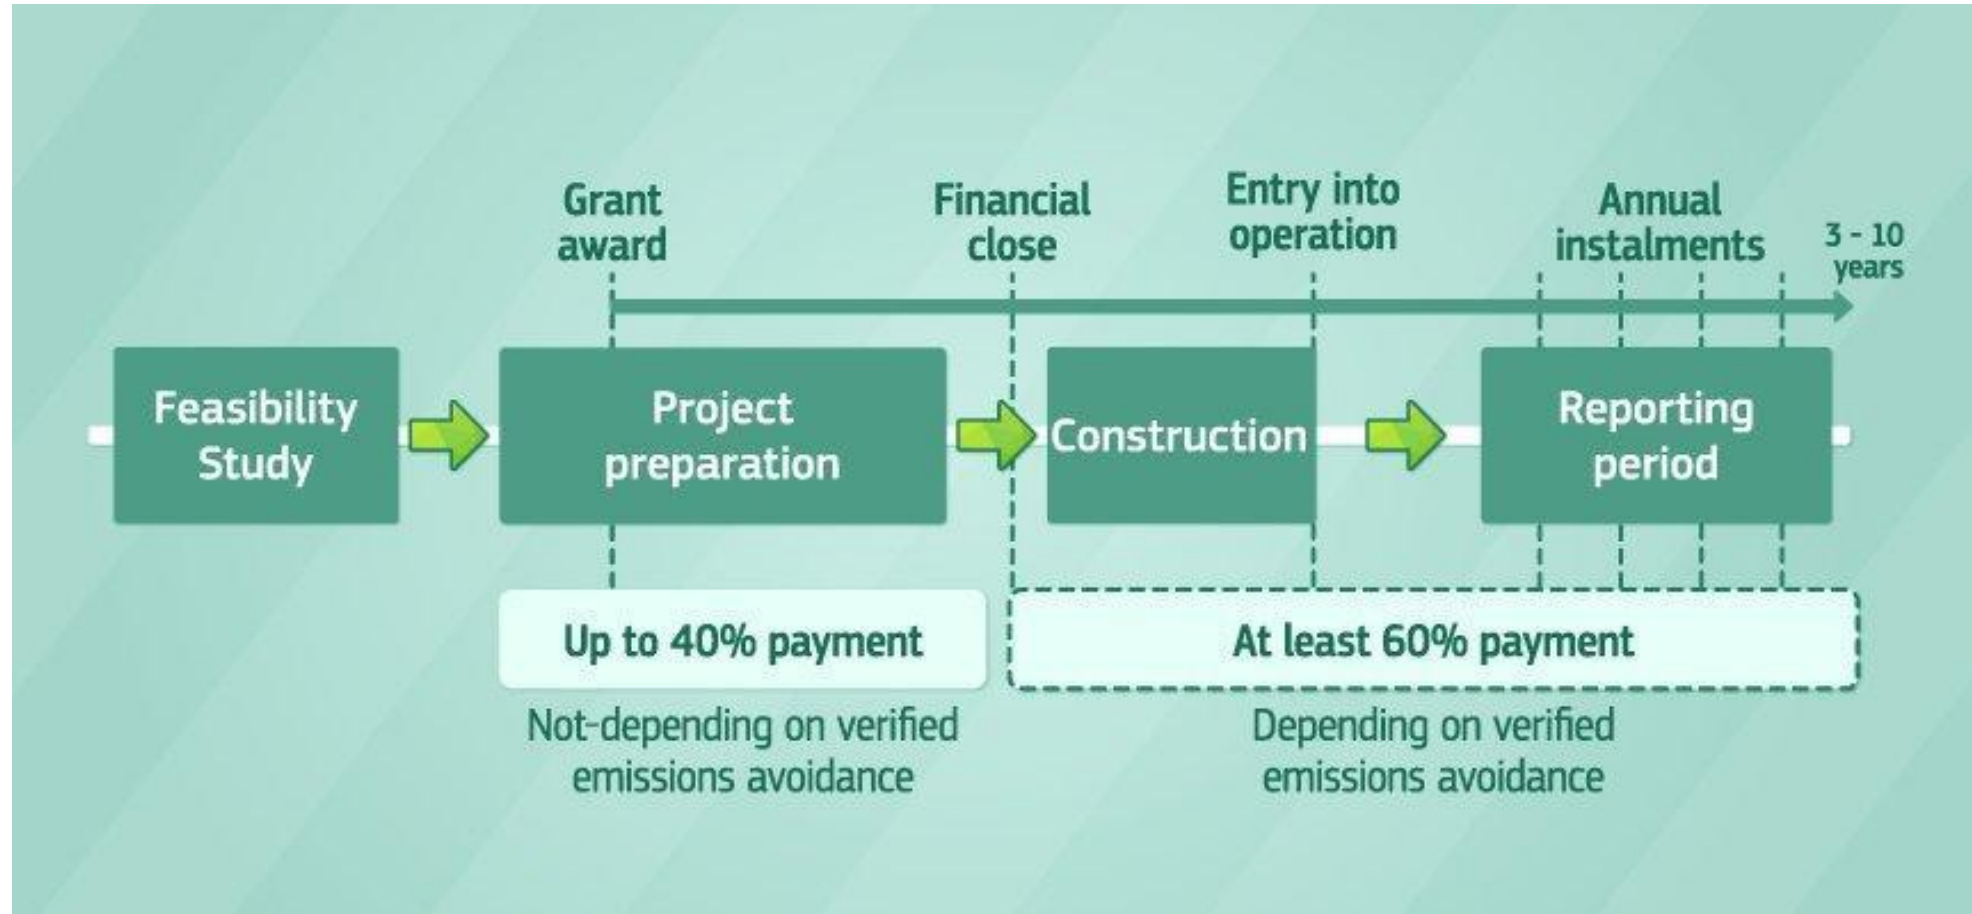 Grant
award
Financial
close
Entry into
operation
Annual
instalments
3 - 10
years
Feasibility
Study
Project
preparation
Construction
Reporting
period
Up to 40% payment
At least 60% payment
Not-depending on verified
emissions avoidance
Depending on verified
emissions avoidance